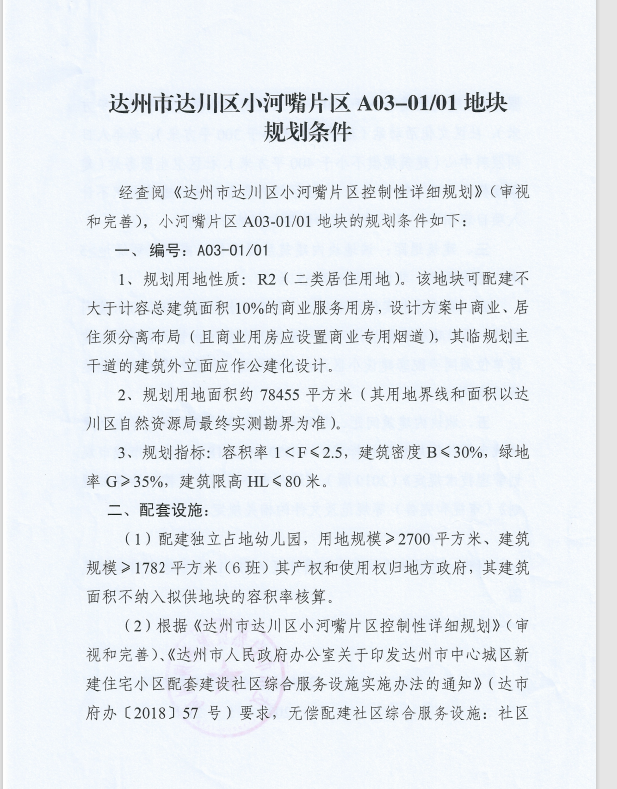 达州市达川区小河嘴片区 A03-01/01 地块
规划条件
经查阅《达州市达川区小河嘴片区控制性详细规划》（审视
和完善），小河嘴片区 A03-01/01 地块的规划条件如下：
一、编号：A03-01/01
1、规划用地性质：R2（二类居住用地）。该地块可配建不
大于计容总建筑面积 10%的商业服务用房，设计方案中商业、居
住须分离布局（且商业用房应设置商业专用烟道），其临规划主
干道的建筑外立面应作公建化设计。
2、规划用地面积约 78455 平方米（其用地界线和面积以达
川区自然资源局最终实测勘界为准）。
3、规划指标：容积率 1＜F≤2.5，建筑密度 B≤30%，绿地
率 G≥35%，建筑限高 HL≤80 米。
二、配套设施：
（1）配建独立占地幼儿园，用地规模≥2700 平方米、建筑
规模≥1782 平方米（6 班）其产权和使用权归地方政府，其建筑
面积不纳入拟供地块的容积率核算。
（2）根据《达州市达川区小河嘴片区控制性详细规划》（审
视和完善）、《达州市人民政府办公室关于印发达州市中心城区新
建住宅小区配套建设社区综合服务设施实施办法的通知》（达市
府办〔2018〕57 号）要求，无偿配建社区综合服务设施：社区